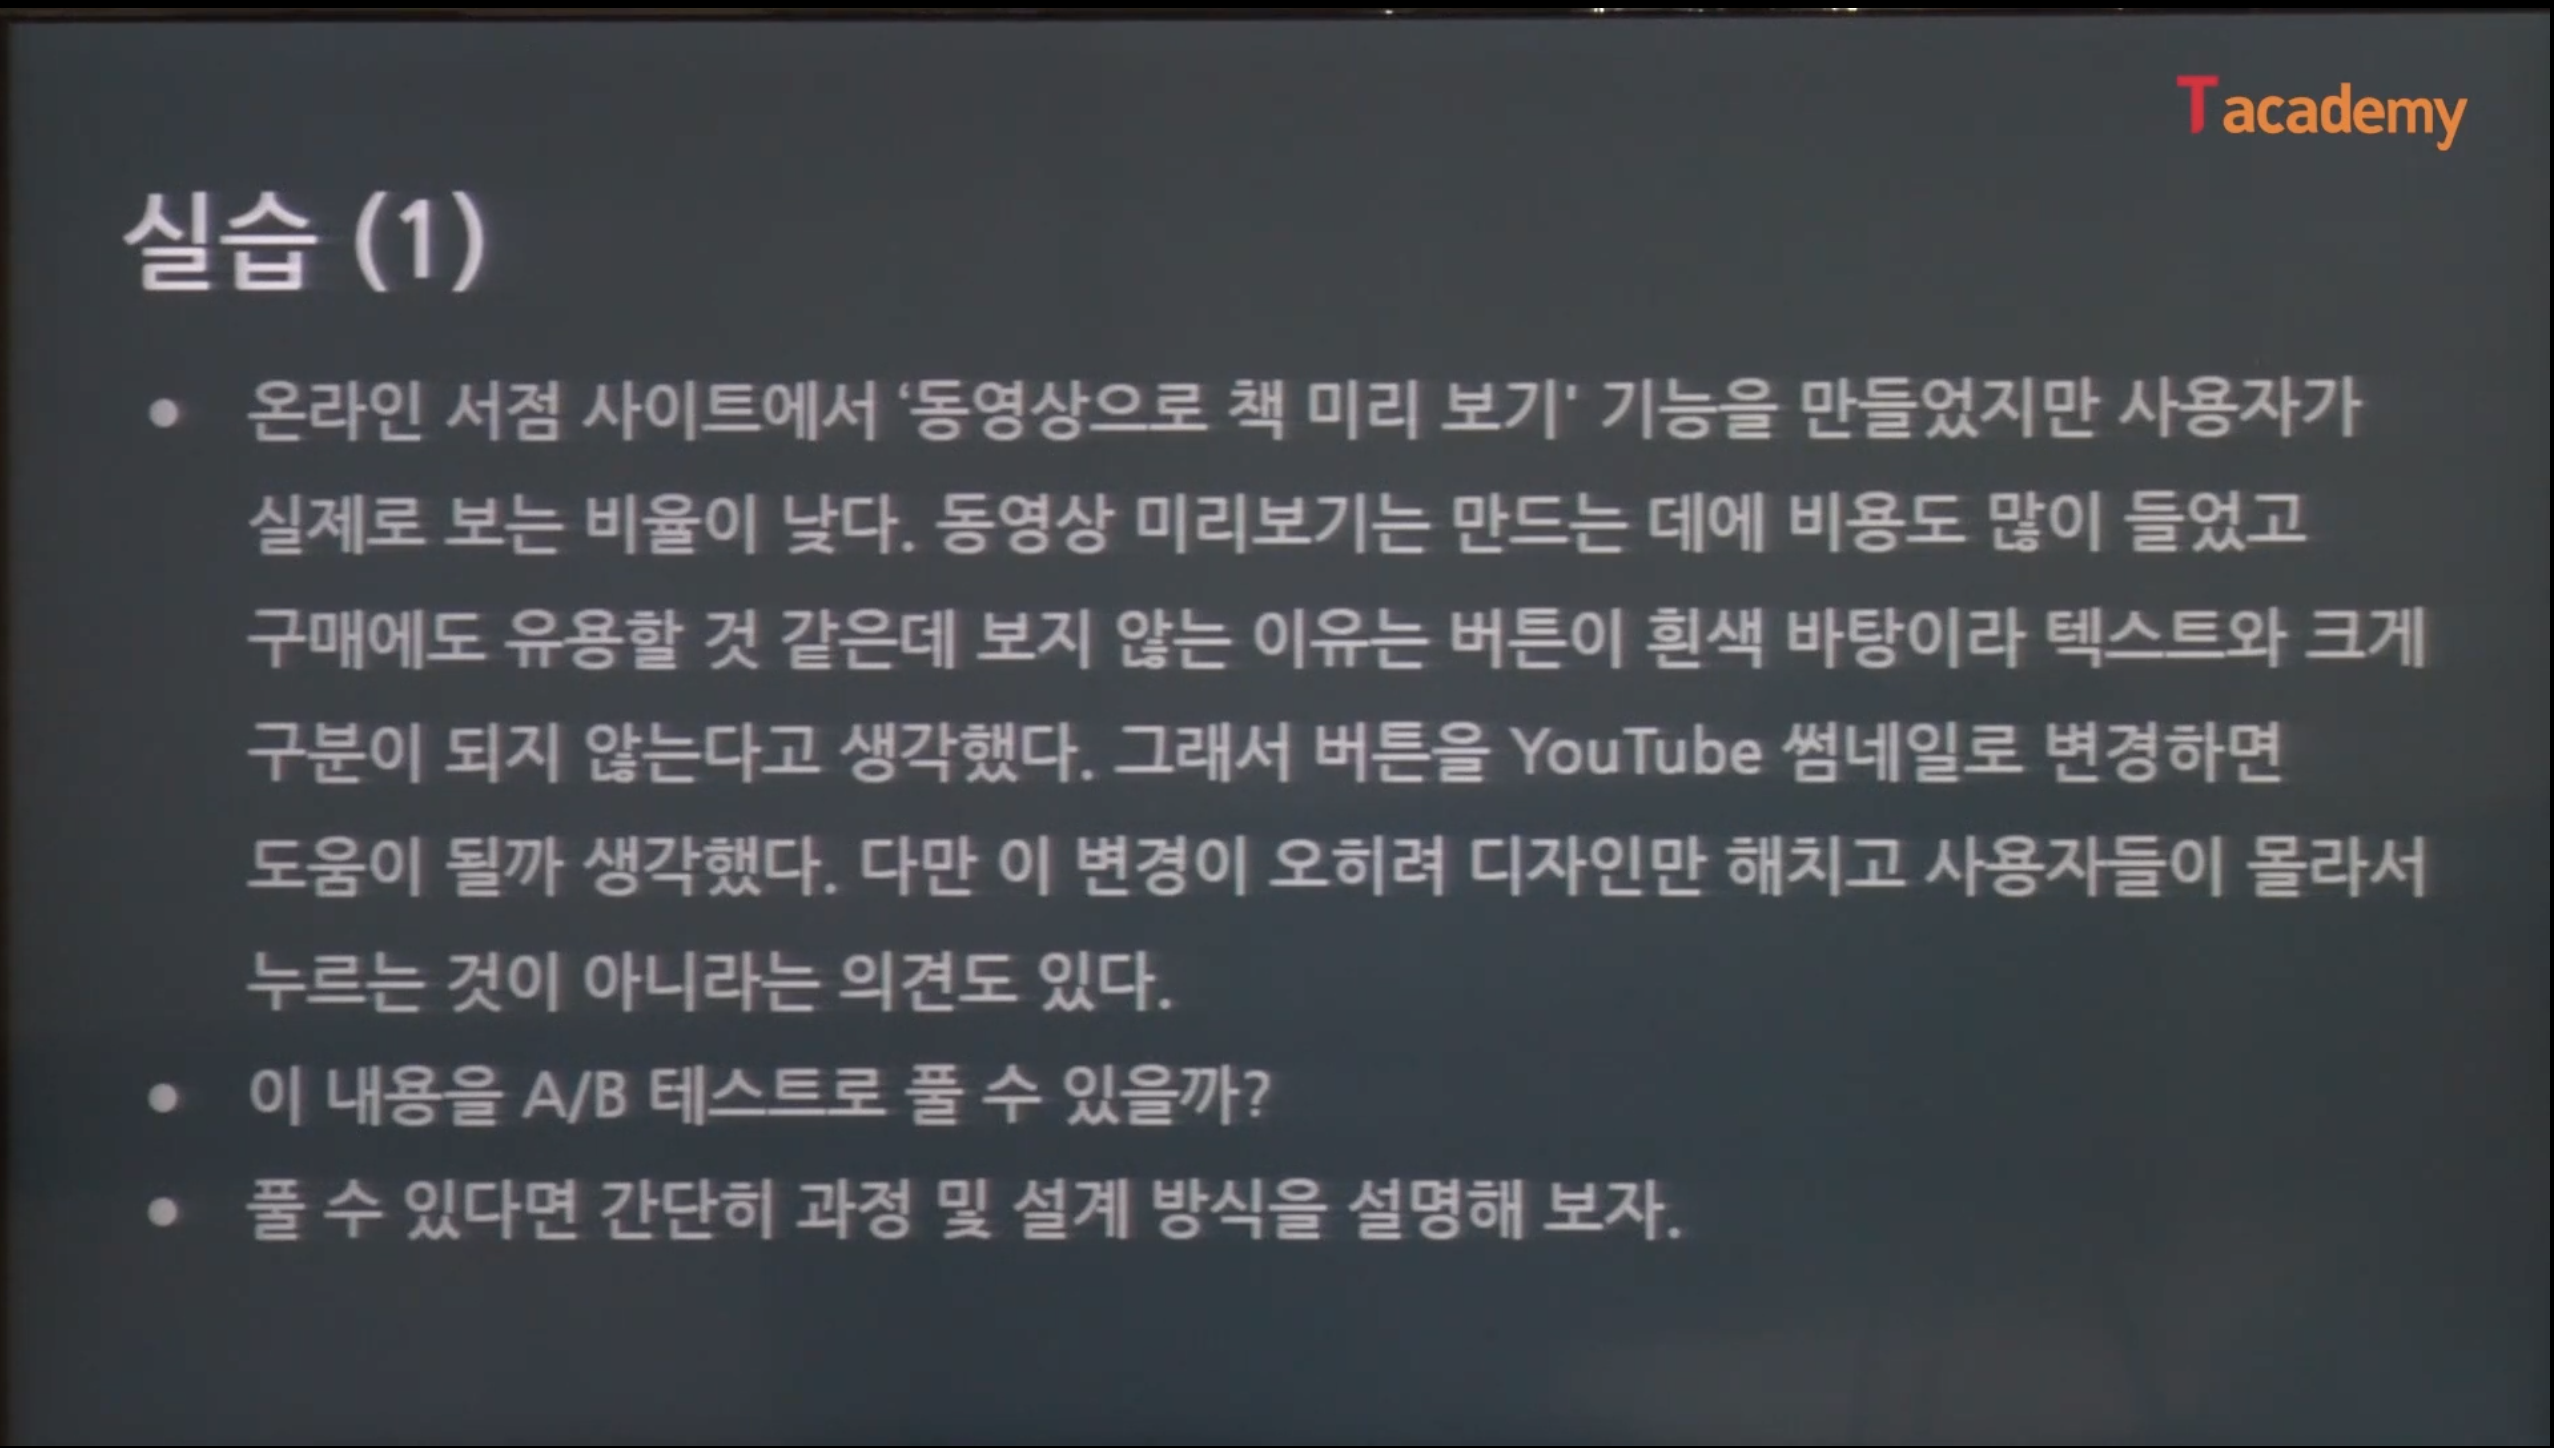 T academy
실습 (1)
● 온라인 서점 사이트에서 ‘동영상으로 책 미리 보기' 기능을 만들었지만 사용자가
실제로 보는 비율이 낮다. 동영상 미리보기는 만드는 데에 비용도 많이 들었고
구매에도 유용할 것 같은데 보지 않는 이유는 버튼이 흰색 바탕이라 텍스트와 크게
구분이 되지 않는다고 생각했다. 그래서 버튼을 YouTube 썸네일로 변경하면
도움이 될까 생각했다. 다만 이 변경이 오히려 디자인만 해치고 사용자들이 몰라서
누르는 것이 아니라는 의견도 있다.
● 이 내용을 A/B 테스트로 풀 수 있을까?
● 풀 수 있다면 간단히 과정 및 설계 방식을 설명해 보자.